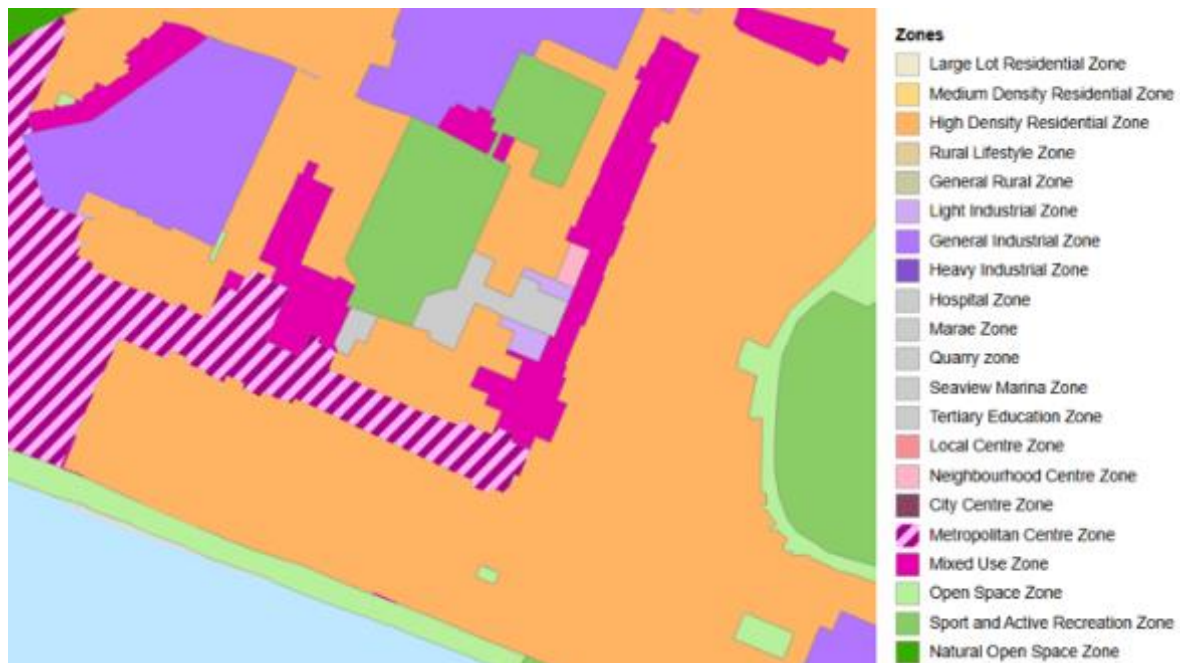 Zones
Large Lot Residential Zone
Medium Density Residential Zone
High Density Residential Zone
Rural Lifestyle Zone
General Rural Zone
Light Industrial Zone
General Industrial Zone
Heavy Industrial Zone
Hospital Zone
Marae Zone
Quarry zone
Seaview Marina Zone
Tertiary Education Zone
Local Centre Zone
Neighbourhood Centre Zone
City Centre Zone
Metropolitan Centre Zone
Mixed Use Zone
Open Space Zone
Sport and Active Recreation Zone
Natural Open Space Zone